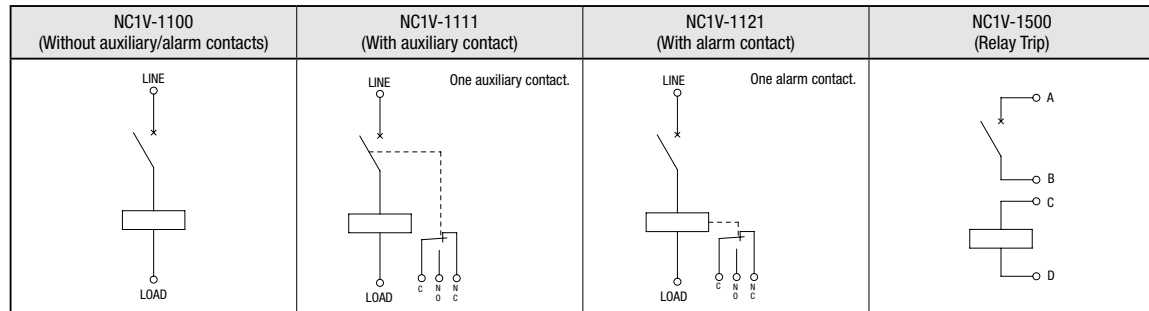 NC1V-1100
(Without auxiliary/alarm contacts)
NC1V-1111
(With auxiliary contact)
NC1V-1121
(With alarm contact)
NC1V-1500
(Relay Trip)
LINE
LOAD
LINE
One auxiliary contact.
C
NO
NC
LOAD
LINE
One alarm contact.
C
NO
NC
LOAD
A
B
C
D